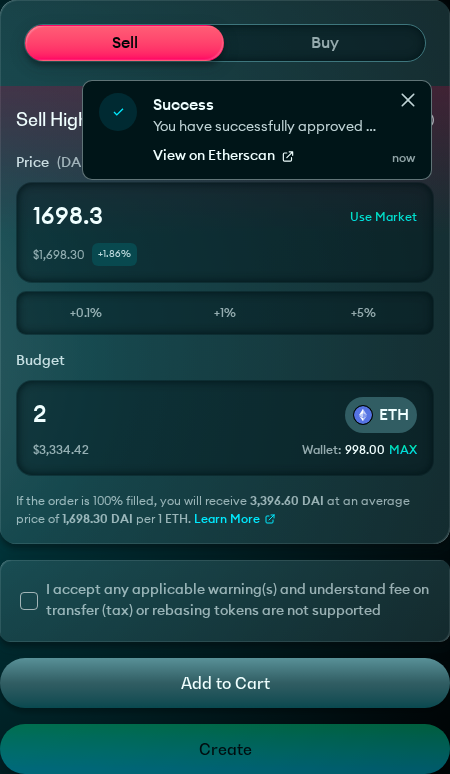 Sell
Buy
Success
You have successfully approved ...
View on Etherscan
now
Sell High
Price (DA
1698.3
Use Market
$1,698.30
+1.86%
+0.1%
+1%
+5%
Budget
2
ETH
$3,334.42
Wallet: 998.00 MAX
If the order is 100% filled, you will receive 3,396.60 DAI at an average
price of 1,698.30 DAI per 1 ETH. Learn More
I accept any applicable warning(s) and understand fee on
transfer (tax) or rebasing tokens are not supported
Add to Cart
Create